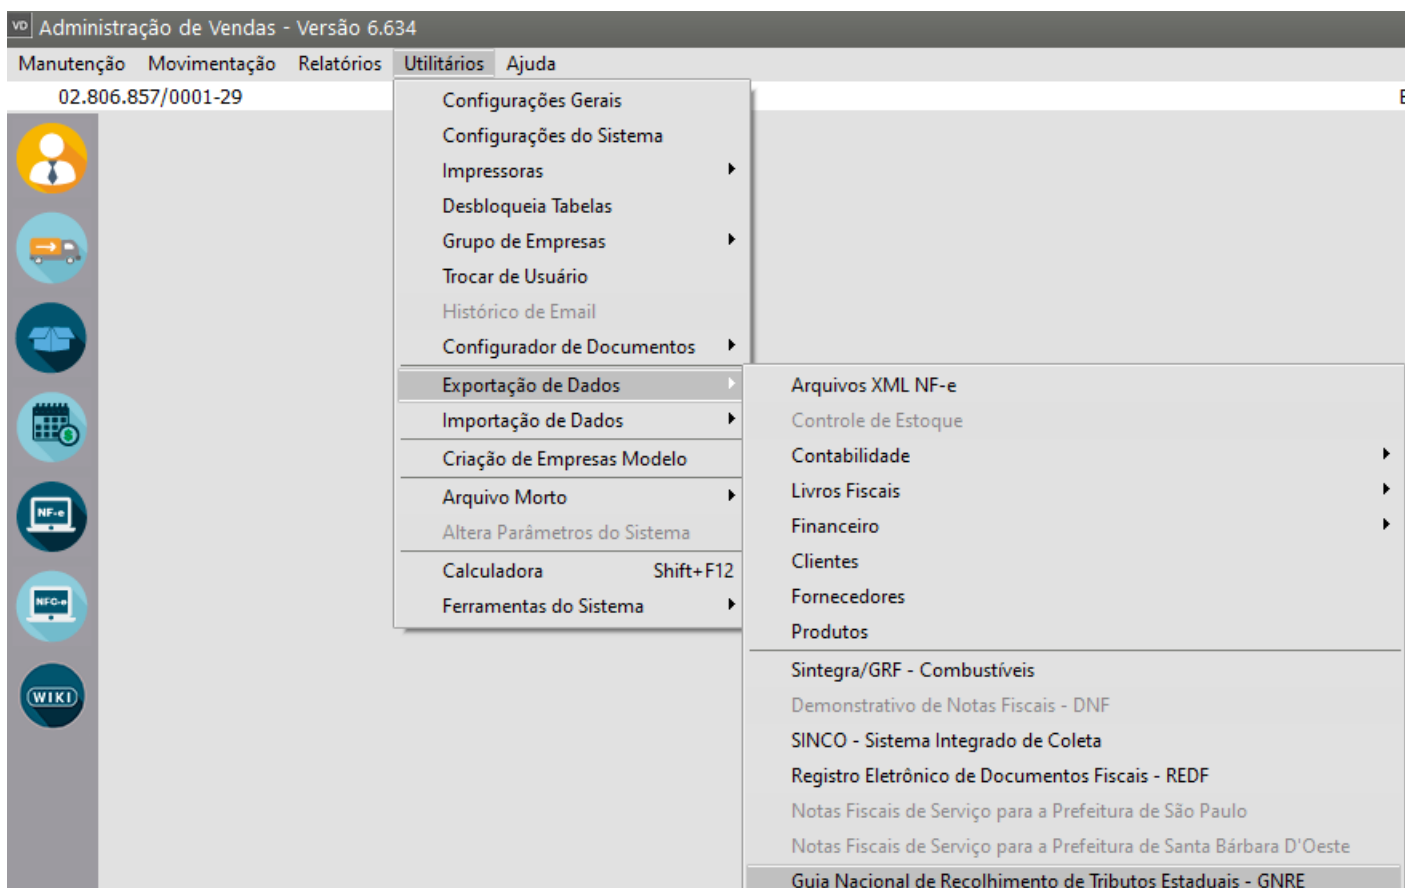 VD Administração de Vendas - Versão 6.634
Manutenção Movimentação Relatórios Utilitários Ajuda
02.806.857/0001-29
Configurações Gerais
Configurações do Sistema
Impressoras
Desbloqueia Tabelas
Grupo de Empresas
Trocar de Usuário
Histórico de Email
Configurador de Documentos
Exportação de Dados
Importação de Dados
Criação de Empresas Modelo
Arquivo Morto
Altera Parâmetros do Sistema
Calculadora Shift+F12
Ferramentas do Sistema
Arquivos XML NF-e
Controle de Estoque
Contabilidade
Livros Fiscais
Financeiro
Clientes
Fornecedores
Produtos
Sintegra/GRF - Combustíveis
Demonstrativo de Notas Fiscais - DNF
SINCO - Sistema Integrado de Coleta
Registro Eletrônico de Documentos Fiscais - REDF
Notas Fiscais de Serviço para a Prefeitura de São Paulo
Notas Fiscais de Serviço para a Prefeitura de Santa Bárbara D'Oeste
Guia Nacional de Recolhimento de Tributos Estaduais - GNRE
NF-e
NFC-e
WIKI